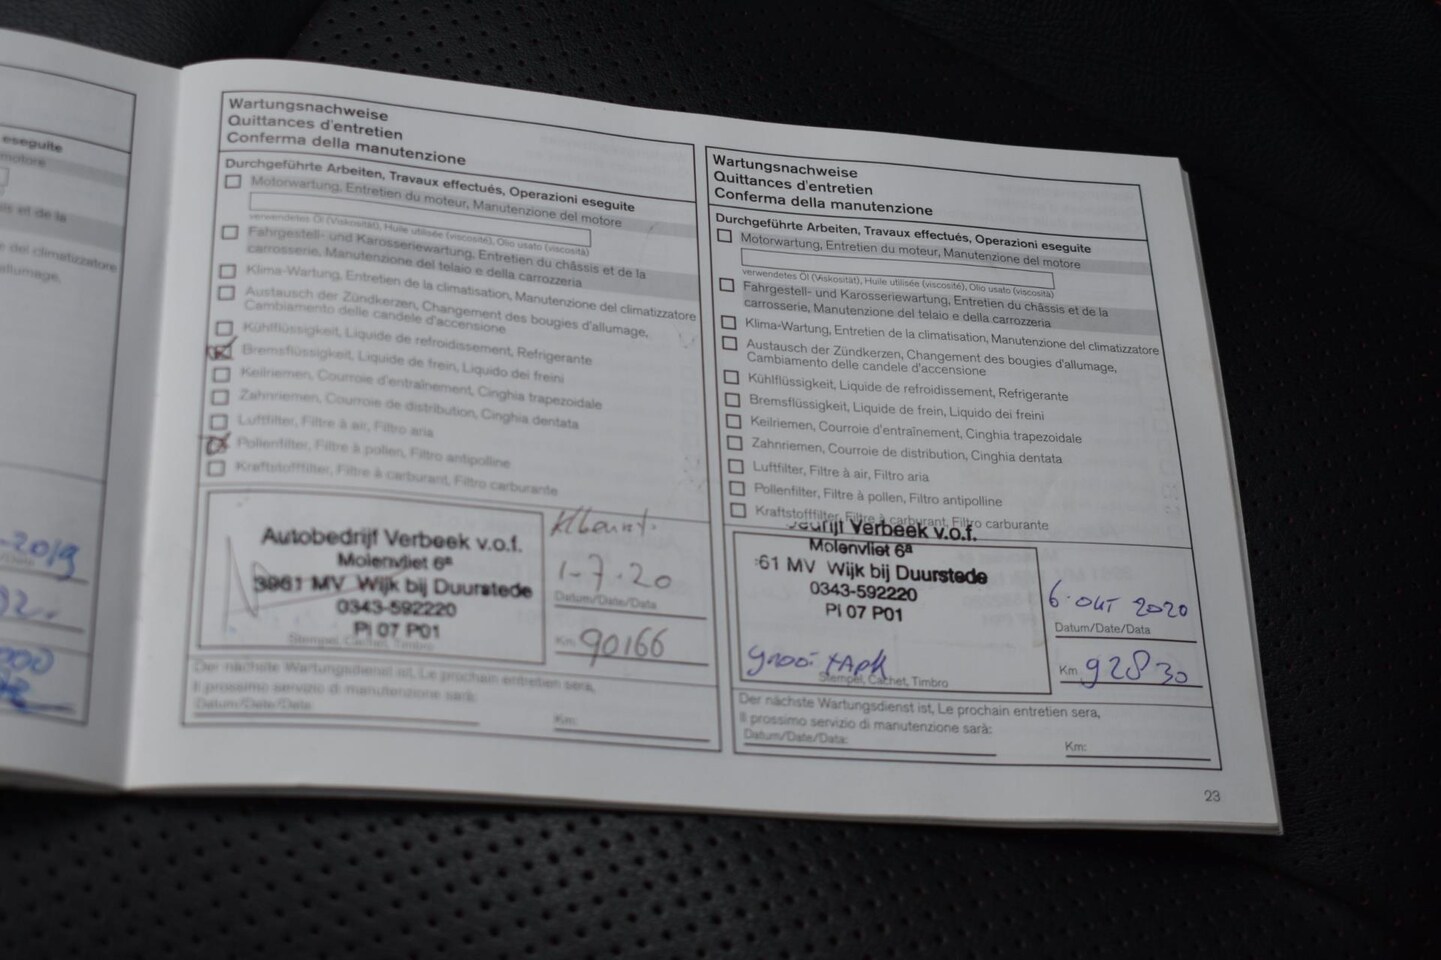 eseguite
motore
is et de la
e del climatizzatore
allumage,
-2019
92..
000
Wartungsnachweise
Quittances d'entretien
Conferma della manutenzione
Durchgeführte Arbeiten, Travaux effectués, Operazioni eseguite
Motorwartung, Entretien du moteur, Manutenzione del motore
verwendetes Öl (Viskosität), Huile utilisée (viscosité), Olio usato (viscosità)
Fahrgestell- und Karosseriewartung, Entretien du châssis et de la
carrosserie, Manutenzione del telaio e della carrozzeria
Klima-Wartung, Entretien de la climatisation, Manutenzione del climatizzatore
Austausch der Zündkerzen, Changement des bougies d'allumage,
Cambiamento delle candele d'accensione
Kühlflüssigkeit, Liquide de refroidissement, Refrigerante
Bremsflüssigkeit, Liquide de frein, Liquido dei freini
Keilriemen, Courroie d'entraînement, Cinghia trapezoidale
Zahnriemen, Courroie de distribution, Cinghia dentata
Luftfilter, Filtre à air, Filtro aria
Pollenfilter, Filtre à pollen, Filtro antipolline
Kraftstofffilter, Filtre à carburant, Filtro carburante
Autobedrijf Verbeek v.o.f.
Molenvliet 6ª
3961 MV Wijk bij Duurstede
0343-592220
Pi 07 P01
Stempel, Cachet, Timbro
1-7-20
Datum/Date/Data
Km 90166
Der nächste Wartungsdienst ist, Le prochain entretien sera,
Il prossimo servizio di manutenzione sarà:
Datum/Date/Data
Km:
Wartungsnachweise
Quittances d'entretien
Conferma della manutenzione
Durchgeführte Arbeiten, Travaux effectués, Operazioni eseguite
Motorwartung, Entretien du moteur, Manutenzione del motore
verwendetes Öl (Viskosität), Huile utilisée (viscosité), Olio usato (viscosità)
Fahrgestell- und Karosseriewartung, Entretien du châssis et de la
carrosserie, Manutenzione del telaio e della carrozzeria
Klima-Wartung, Entretien de la climatisation, Manutenzione del climatizzatore
Austausch der Zündkerzen, Changement des bougies d'allumage,
Cambiamento delle candele d'accensione
Kühlflüssigkeit, Liquide de refroidissement, Refrigerante
Bremsflüssigkeit, Liquide de frein, Liquido dei freini
Keilriemen, Courroie d'entraînement, Cinghia trapezoidale
Zahnriemen, Courroie de distribution, Cinghia dentata
Luftfilter, Filtre à air, Filtro aria
Pollenfilter, Filtre à pollen, Filtro antipolline
Kraftstofffilter, Filtre à carburant, Filtro carburante
Verbeek v.o.f.
Molenvliet 6ª
61 MV Wijk bij Duurstede
0343-592220
Pi 07 P01
Stempel, Cachet, Timbro
6-okt 2020
Datum/Date/Data
Km 92830
Der nächste Wartungsdienst ist, Le prochain entretien sera,
Il prossimo servizio di manutenzione sarà:
Datum/Date/Data:
Km:
23